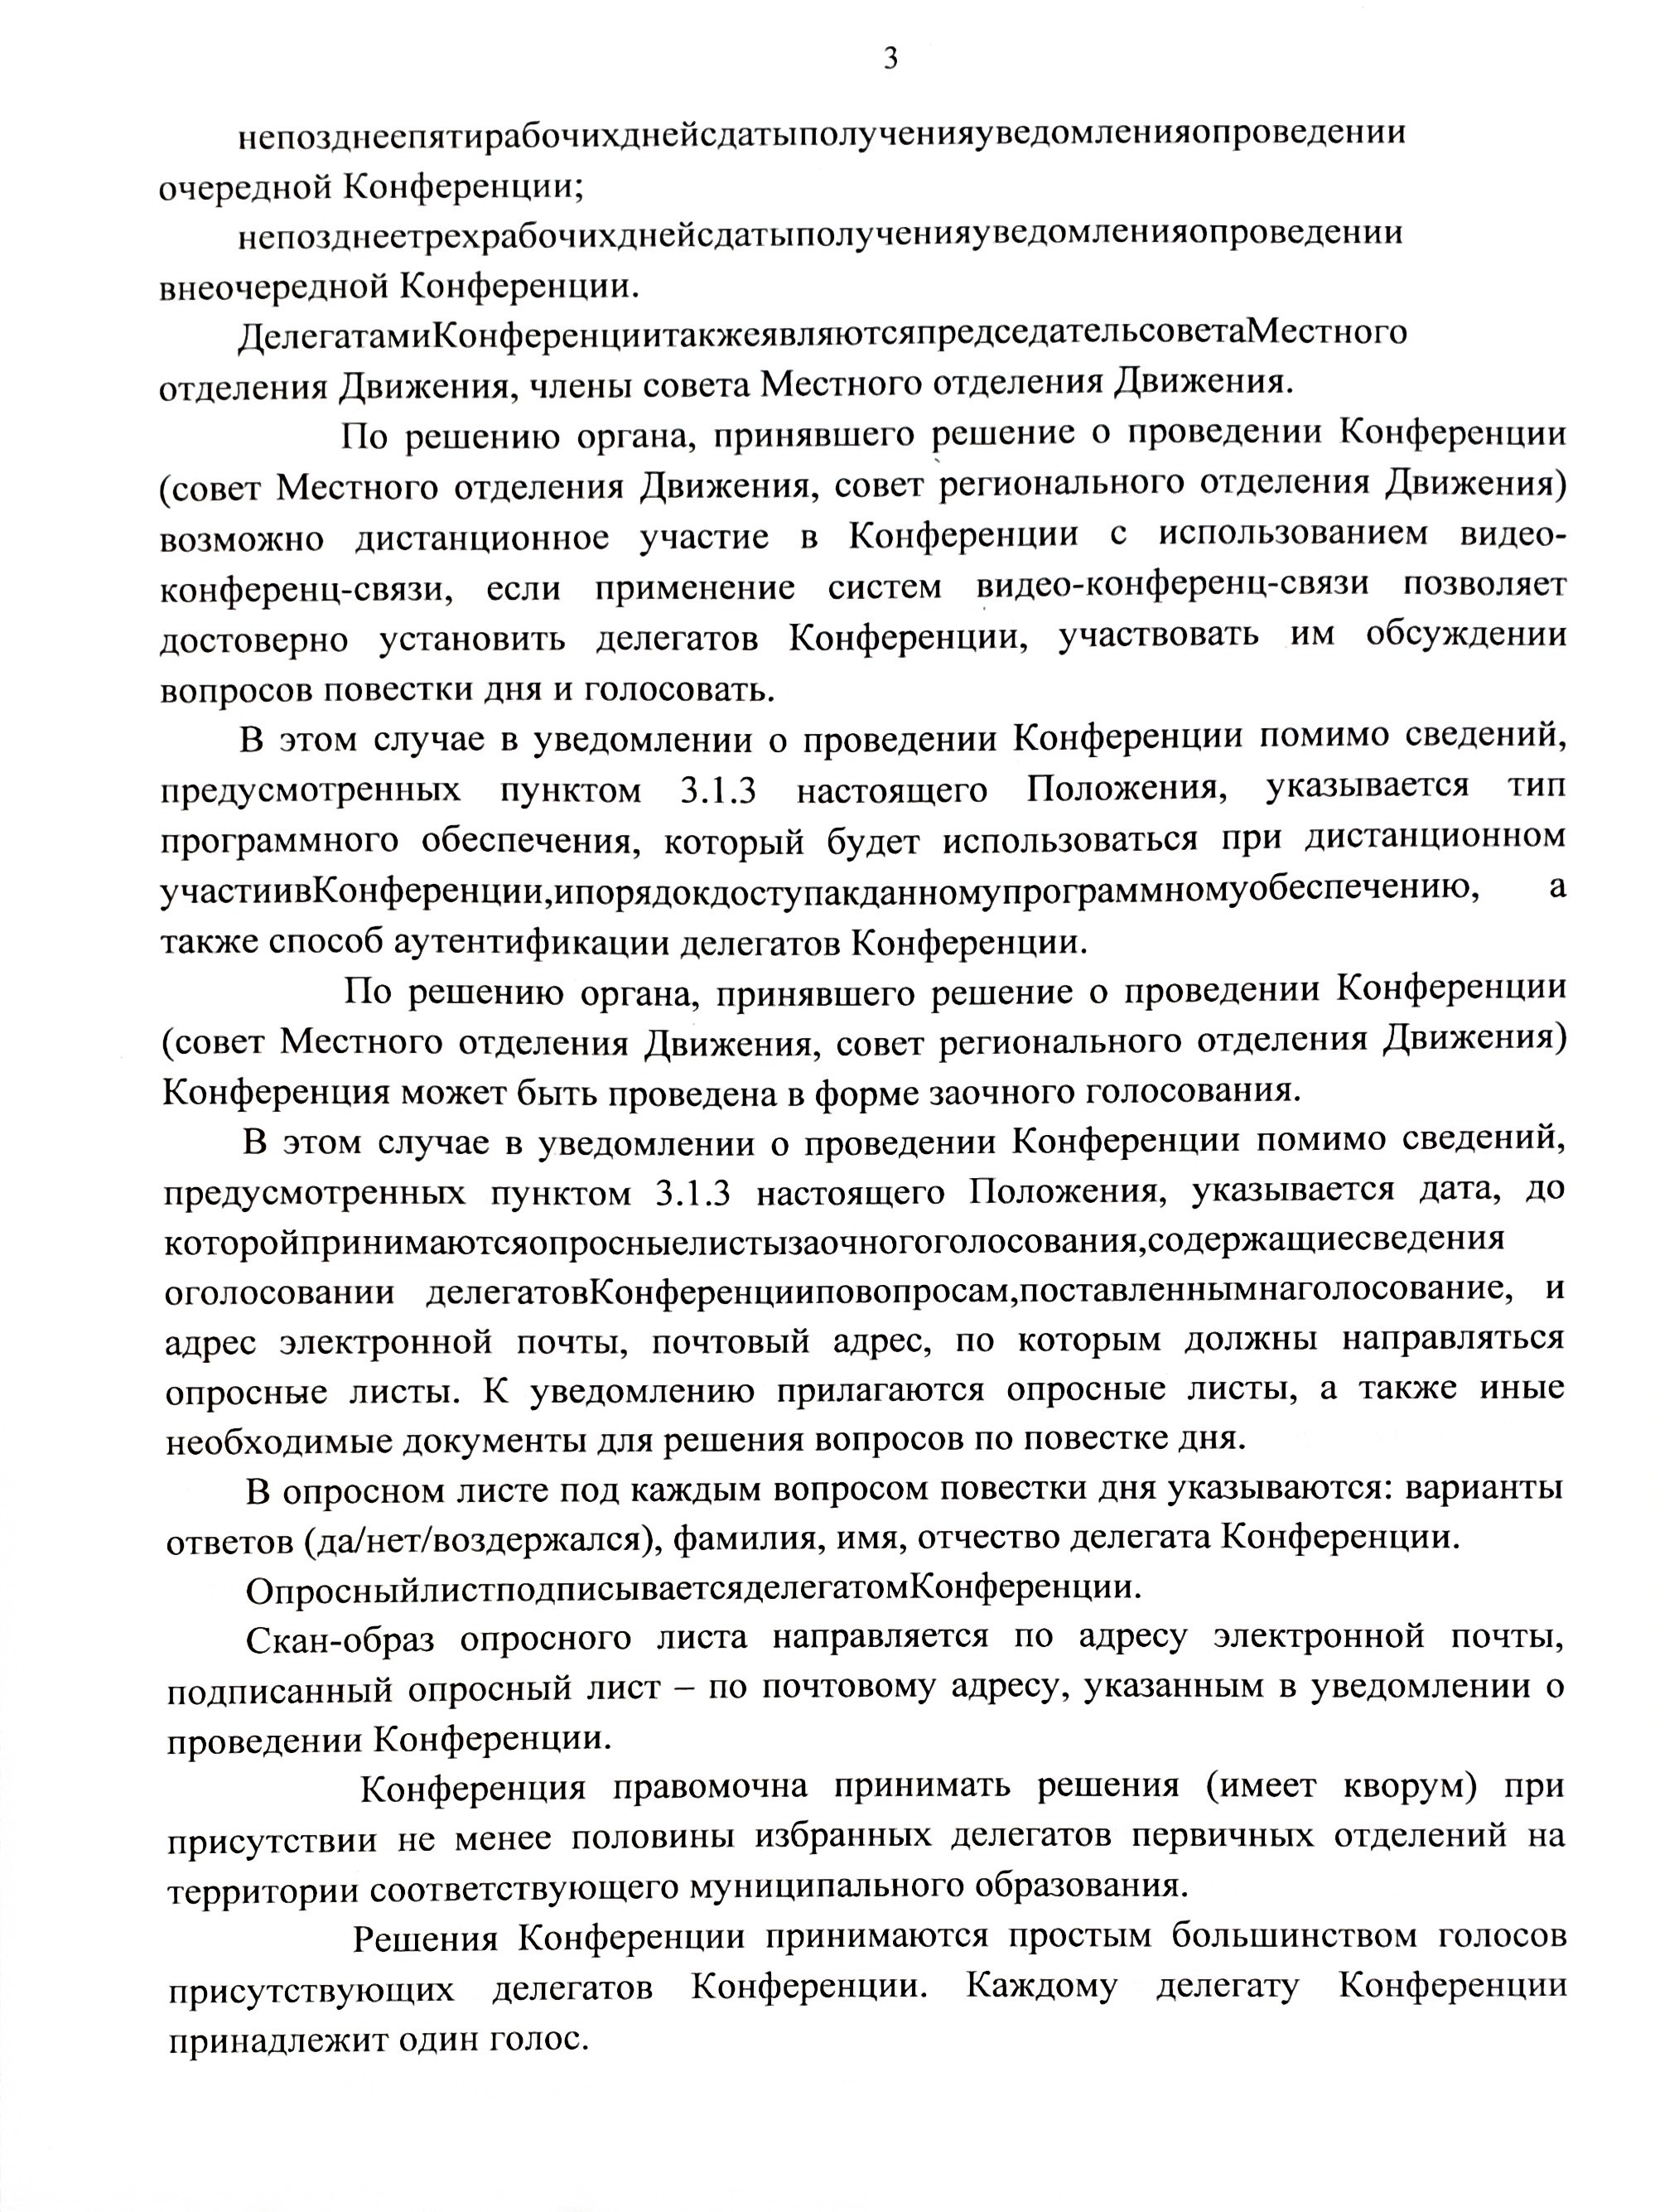 3
непозднеепятирабочихднейсдатыполученияуведомленияопроведении
очередной Конференции;
непозднеетрехрабочихднейсдатыполученияуведомленияопроведении
внеочередной Конференции.
ДелегатамиКонференциитакжеявляютсяпредседательсоветаМестного
отделения Движения, члены совета Местного отделения Движения.
По решению органа, принявшего решение о проведении Конференции
(совет Местного отделения Движения, совет регионального отделения Движения)
возможно дистанционное участие в Конференции с использованием видео-
конференц-связи, если применение систем видео-конференц-связи позволяет
достоверно установить делегатов Конференции, участвовать им обсуждении
вопросов повестки дня и голосовать.
В этом случае в уведомлении о проведении Конференции помимо сведений,
предусмотренных пунктом 3.1.3 настоящего Положения, указывается тип
программного обеспечения, который будет использоваться при дистанционном
участиивКонференции,ипорядокдоступакданномупрограммномуобеспечению, а
также способ аутентификации делегатов Конференции.
По решению органа, принявшего решение о проведении Конференции
(совет Местного отделения Движения, совет регионального отделения Движения)
Конференция может быть проведена в форме заочного голосования.
В этом случае в уведомлении о проведении Конференции помимо сведений,
предусмотренных пунктом 3.1.3 настоящего Положения, указывается дата, до
которойпринимаютсяопросныелистызаочногоголосования,содержащиесведения
оголосовании делегатовКонференцииповопросам,поставленнымнаголосование, и
адрес электронной почты, почтовый адрес, по которым должны направляться
опросные листы. К уведомлению прилагаются опросные листы, а также иные
необходимые документы для решения вопросов по повестке дня.
В опросном листе под каждым вопросом повестки дня указываются: варианты
ответов (да/нет/воздержался), фамилия, имя, отчество делегата Конференции.
ОпросныйлистподписываетсяделегатомКонференции.
Скан-образ опросного листа направляется по адресу электронной почты,
подписанный опросный лист – по почтовому адресу, указанным в уведомлении о
проведении Конференции.
Конференция правомочна принимать решения (имеет кворум) при
присутствии не менее половины избранных делегатов первичных отделений на
территории соответствующего муниципального образования.
Решения Конференции принимаются простым большинством голосов
присутствующих делегатов Конференции. Каждому делегату Конференции
принадлежит один голос.